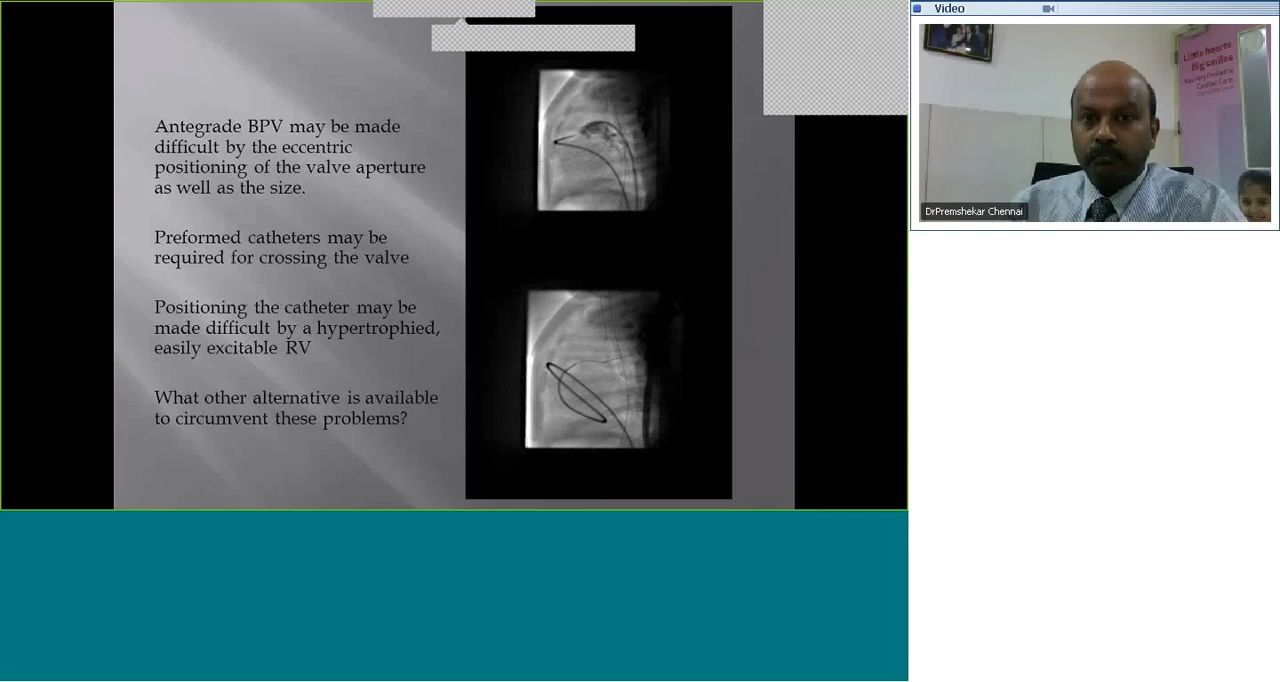 Antegrade BPV may be made
difficult by the eccentric
positioning of the valve aperture
as well as the size.
Preformed catheters may be
required for crossing the valve
Positioning the catheter may be
made difficult by a hypertrophied,
easily excitable RV
What other alternative is available
to circumvent these problems?
Video
Little hearts
Big smiles
DrPremshekar Chennai